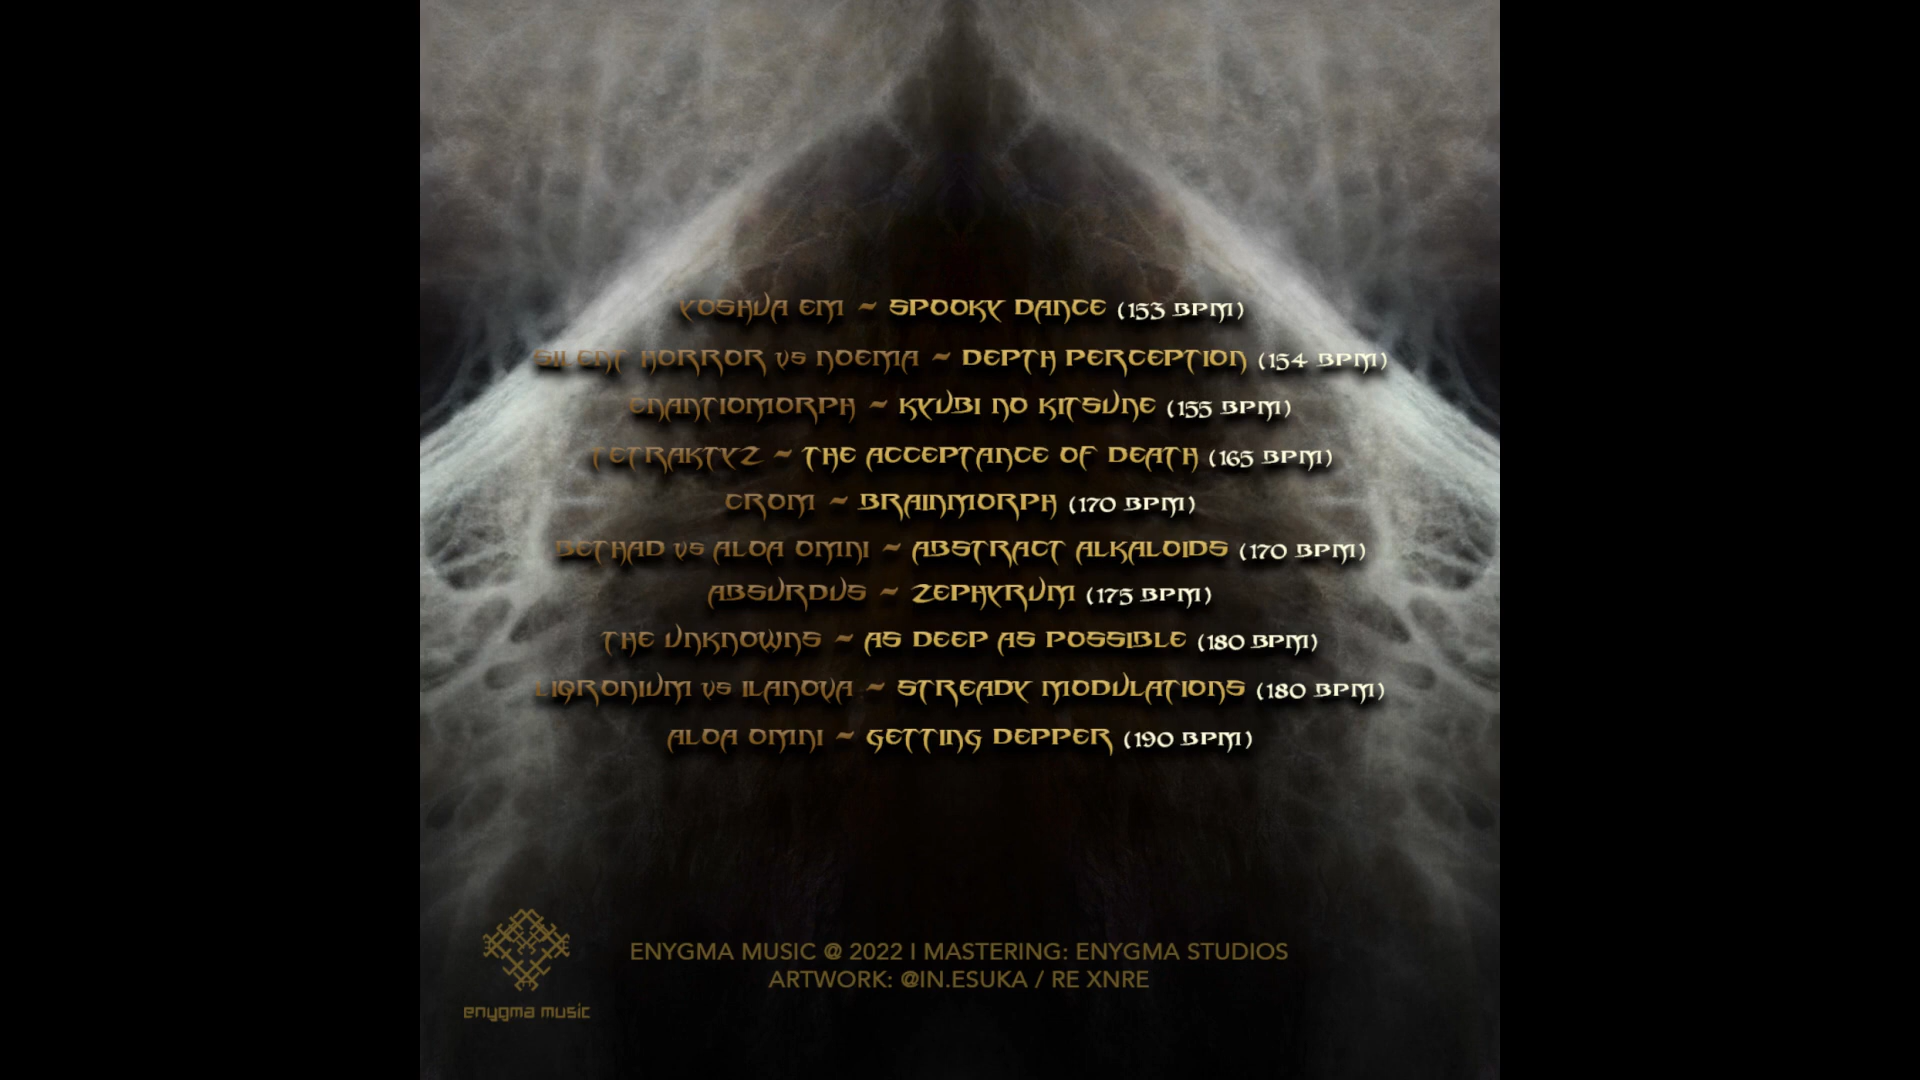 YOSHUA EM ~ SPOOKY DANCE (153 BPM)
SILENT HORROR VS NOEMA ~ DEPTH PERCEPTION (154 BPM)
ENANTIOMORPH ~ KYUBI NO KITSUNE (155 BPM)
TETRAKTYZ ~ THE ACCEPTANCE OF DEATH (165 BPM)
CROM ~ BRAINMORPH (170 BPM)
BETHAD VS ALOA OMNI ~ ABSTRACT ALKALOIDS (170 BPM)
ABSURDUS ~ ZEPHYRUM (175 BPM)
THE UNKNOWNS ~ AS DEEP AS POSSIBLE (180 BPM)
LIQRONIUM VS ILANOVA ~ STREADY MODULATIONS (180 BPM)
ALOA OMNI ~ GETTING DEPPER (190 BPM)
ENYGMA MUSIC @ 2022 I MASTERING: ENYGMA STUDIOS
ARTWORK: @IN.ESUKA / RE XNRE
enygma music